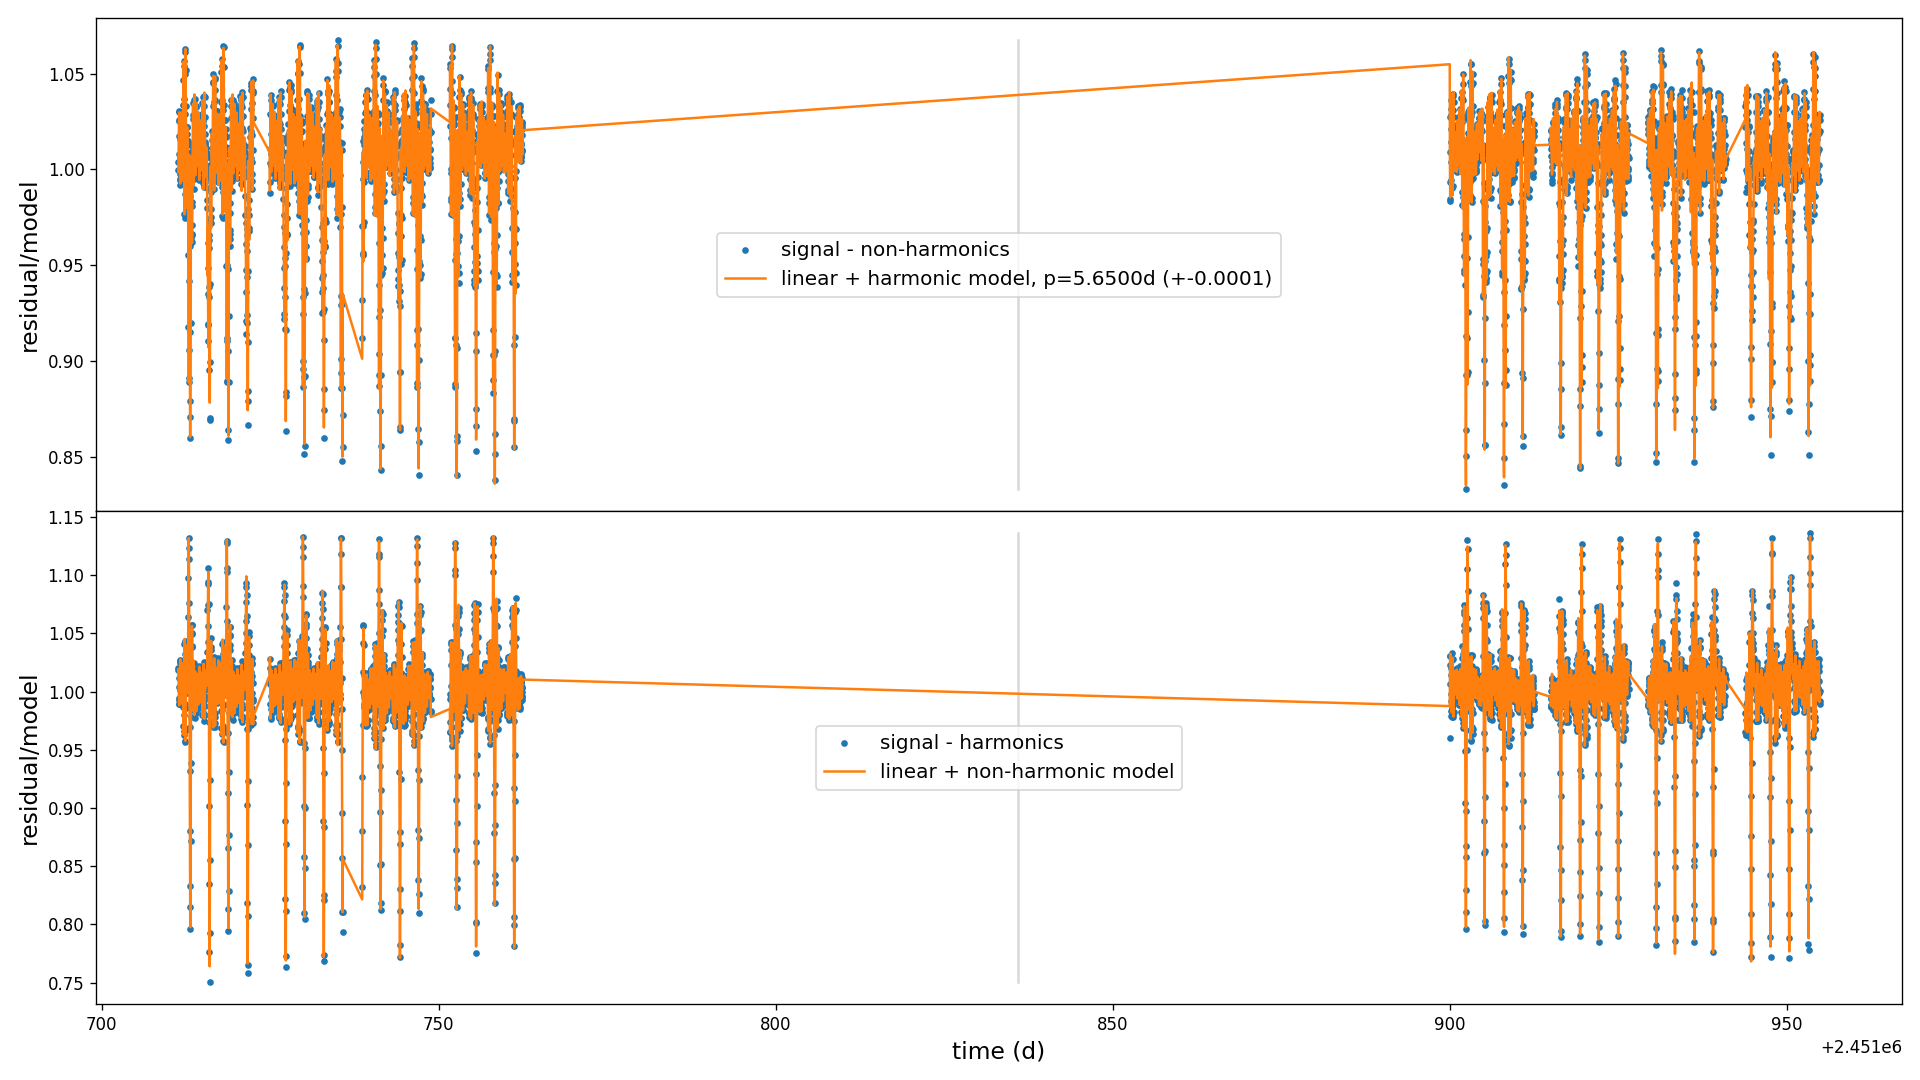 1.05
1.00
0.95
0.90
0.85
residual/model
signal - non-harmonics
linear + harmonic model, p=5.6500d (+-0.0001)
1.15
1.10
1.05
1.00
0.95
0.90
0.85
0.80
0.75
residual/model
signal - harmonics
linear + non-harmonic model
700 750 800 850 900 950
time (d)
+2.451e6